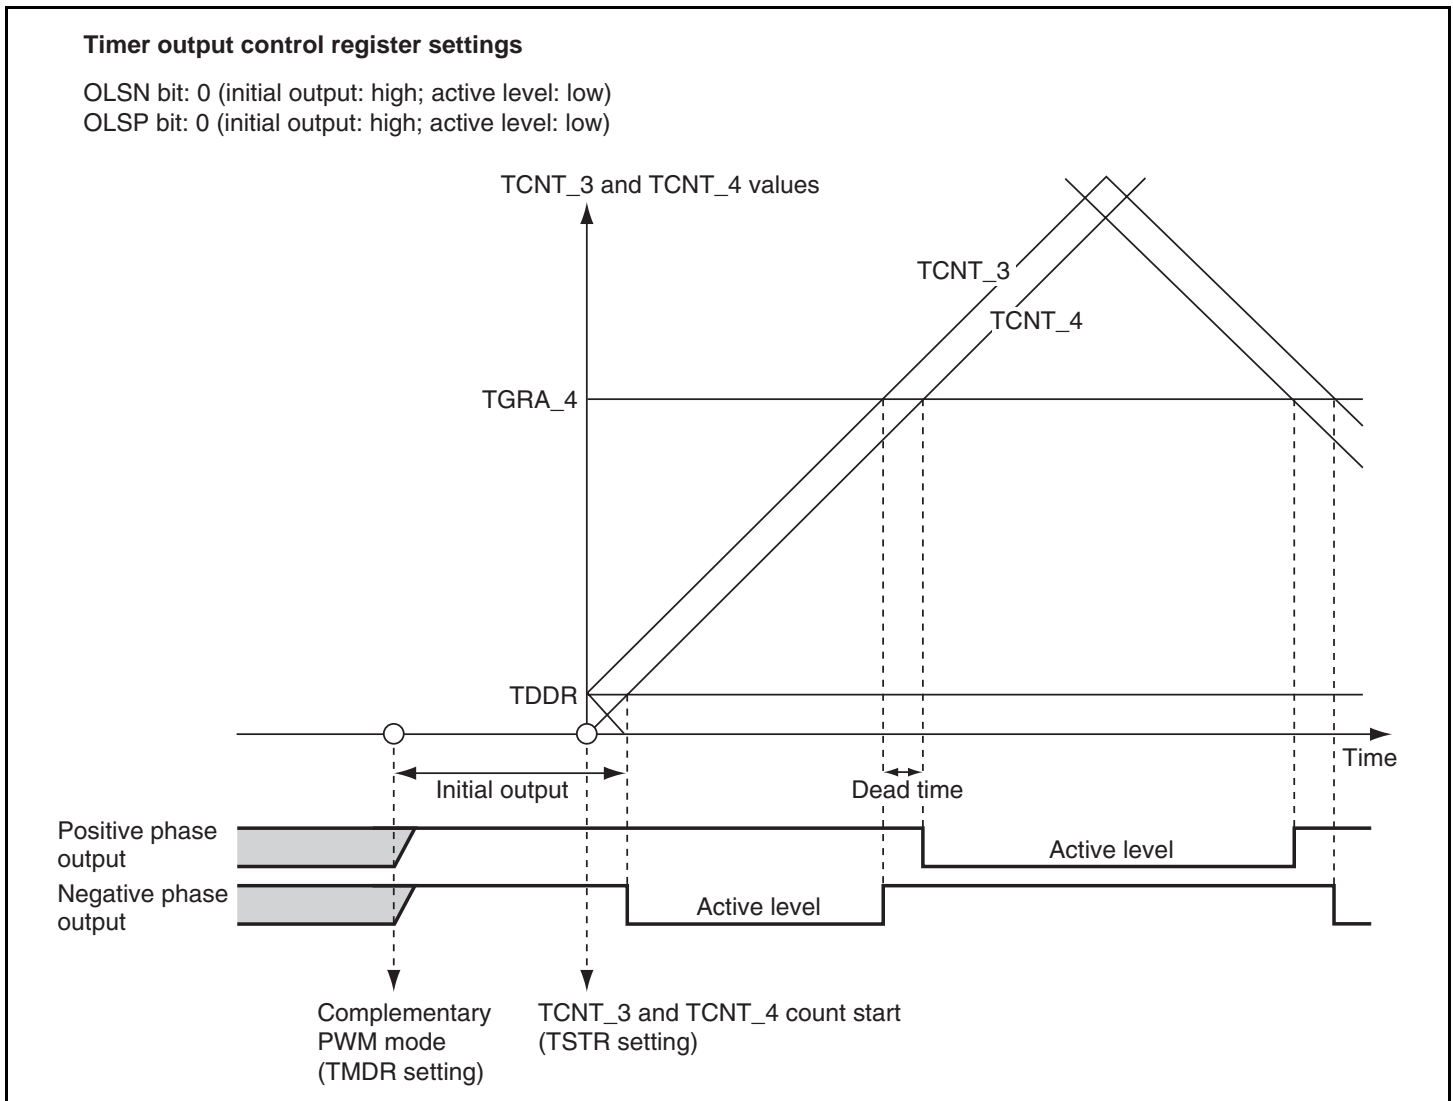 Timer output control register settings
OLSN bit: 0 (initial output: high; active level: low)
OLSP bit: 0 (initial output: high; active level: low)
TCNT_3 and TCNT_4 values
TCNT_3
TCNT_4
TGRA_4
TDDR
Time
Initial output
Dead time
Positive phase
output
Active level
Negative phase
output
Active level
Complementary
PWM mode
(TMDR setting)
TCNT_3 and TCNT_4 count start
(TSTR setting)